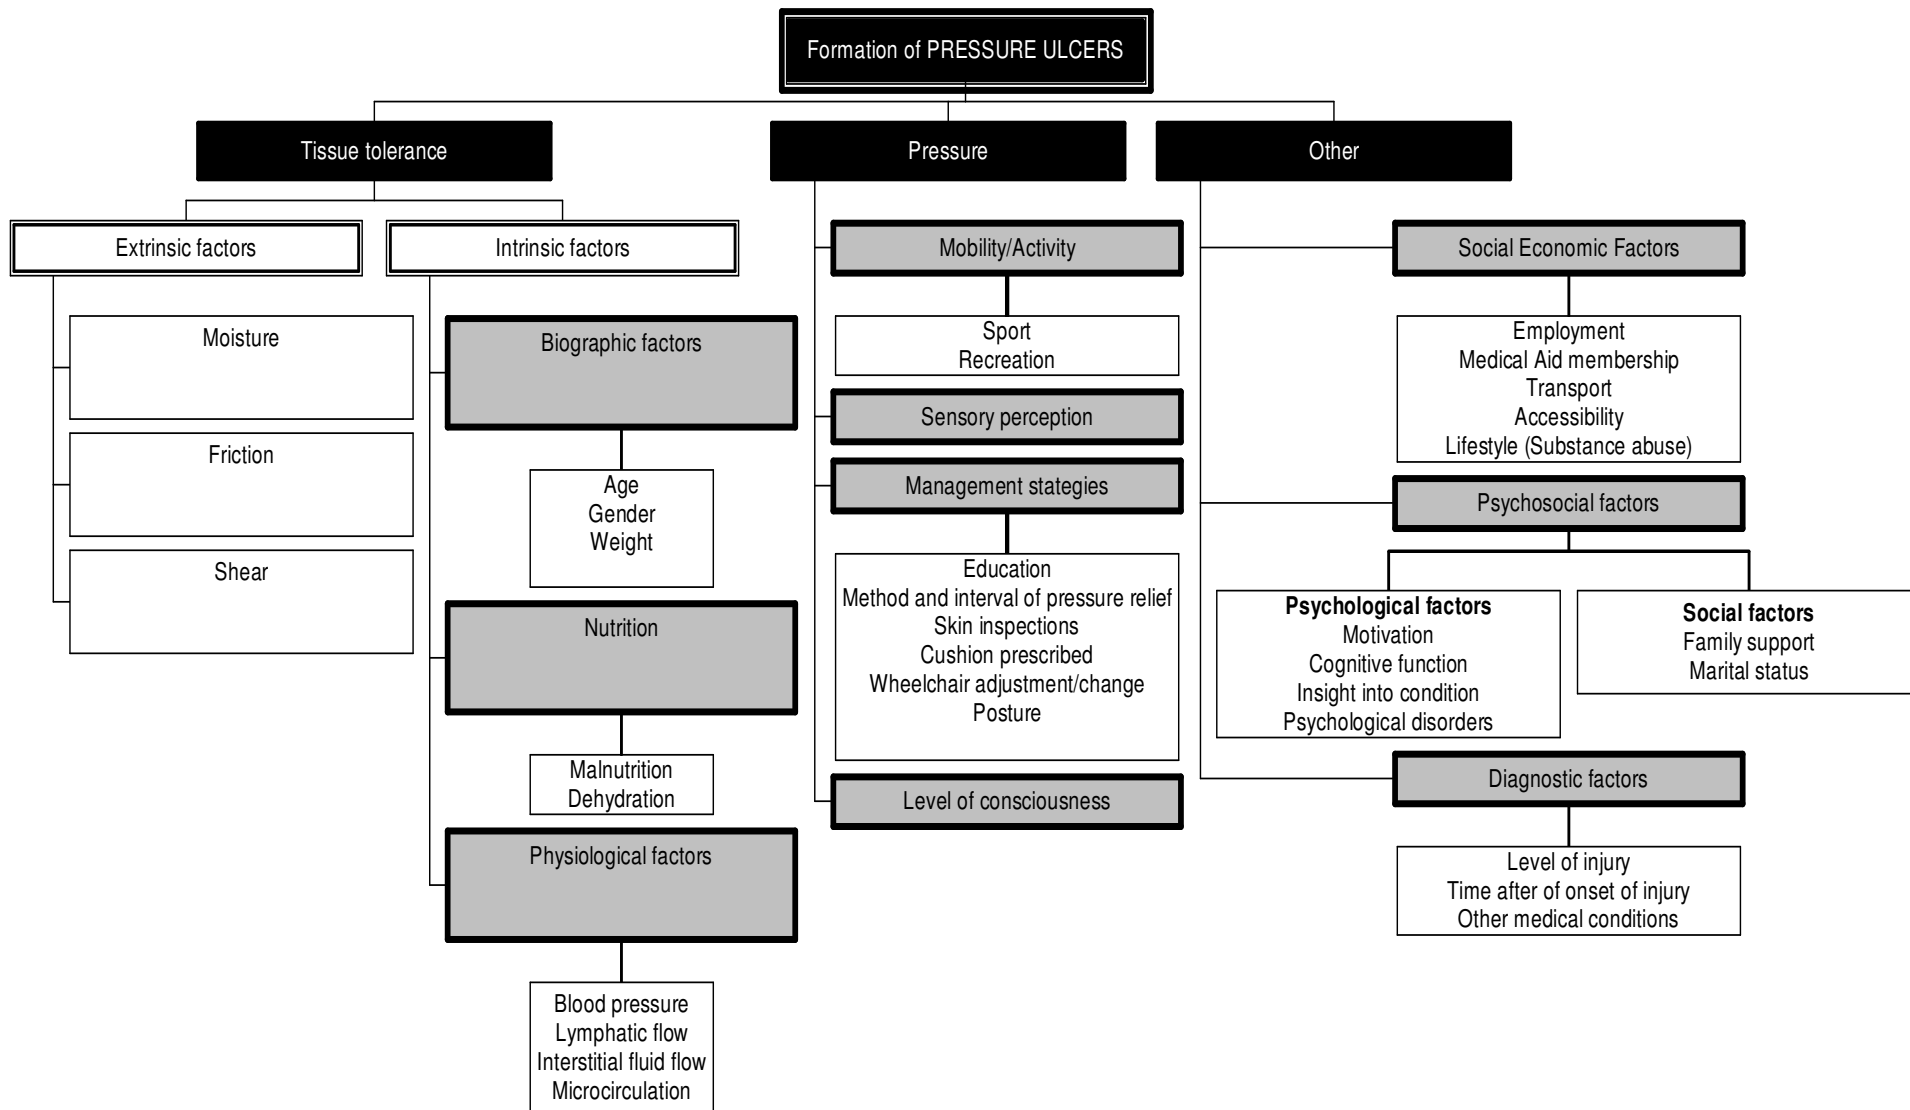 Formation of PRESSURE ULCERS
Tissue tolerance
Extrinsic factors
Moisture
Friction
Shear
Intrinsic factors
Biographic factors
Age
Gender
Weight
Nutrition
Malnutrition
Dehydration
Physiological factors
Blood pressure
Lymphatic flow
Interstitial fluid flow
Microcirculation
Pressure
Mobility/Activity
Sport
Recreation
Sensory perception
Management stategies
Education
Method and interval of pressure relief
Skin inspections
Cushion prescribed
Wheelchair adjustment/change
Posture
Level of consciousness
Other
Social Economic Factors
Employment
Medical Aid membership
Transport
Accessibility
Lifestyle (Substance abuse)
Psychosocial factors
Psychological factors
Motivation
Cognitive function
Insight into condition
Psychological disorders
Social factors
Family support
Marital status
Diagnostic factors
Level of injury
Time after of onset of injury
Other medical conditions